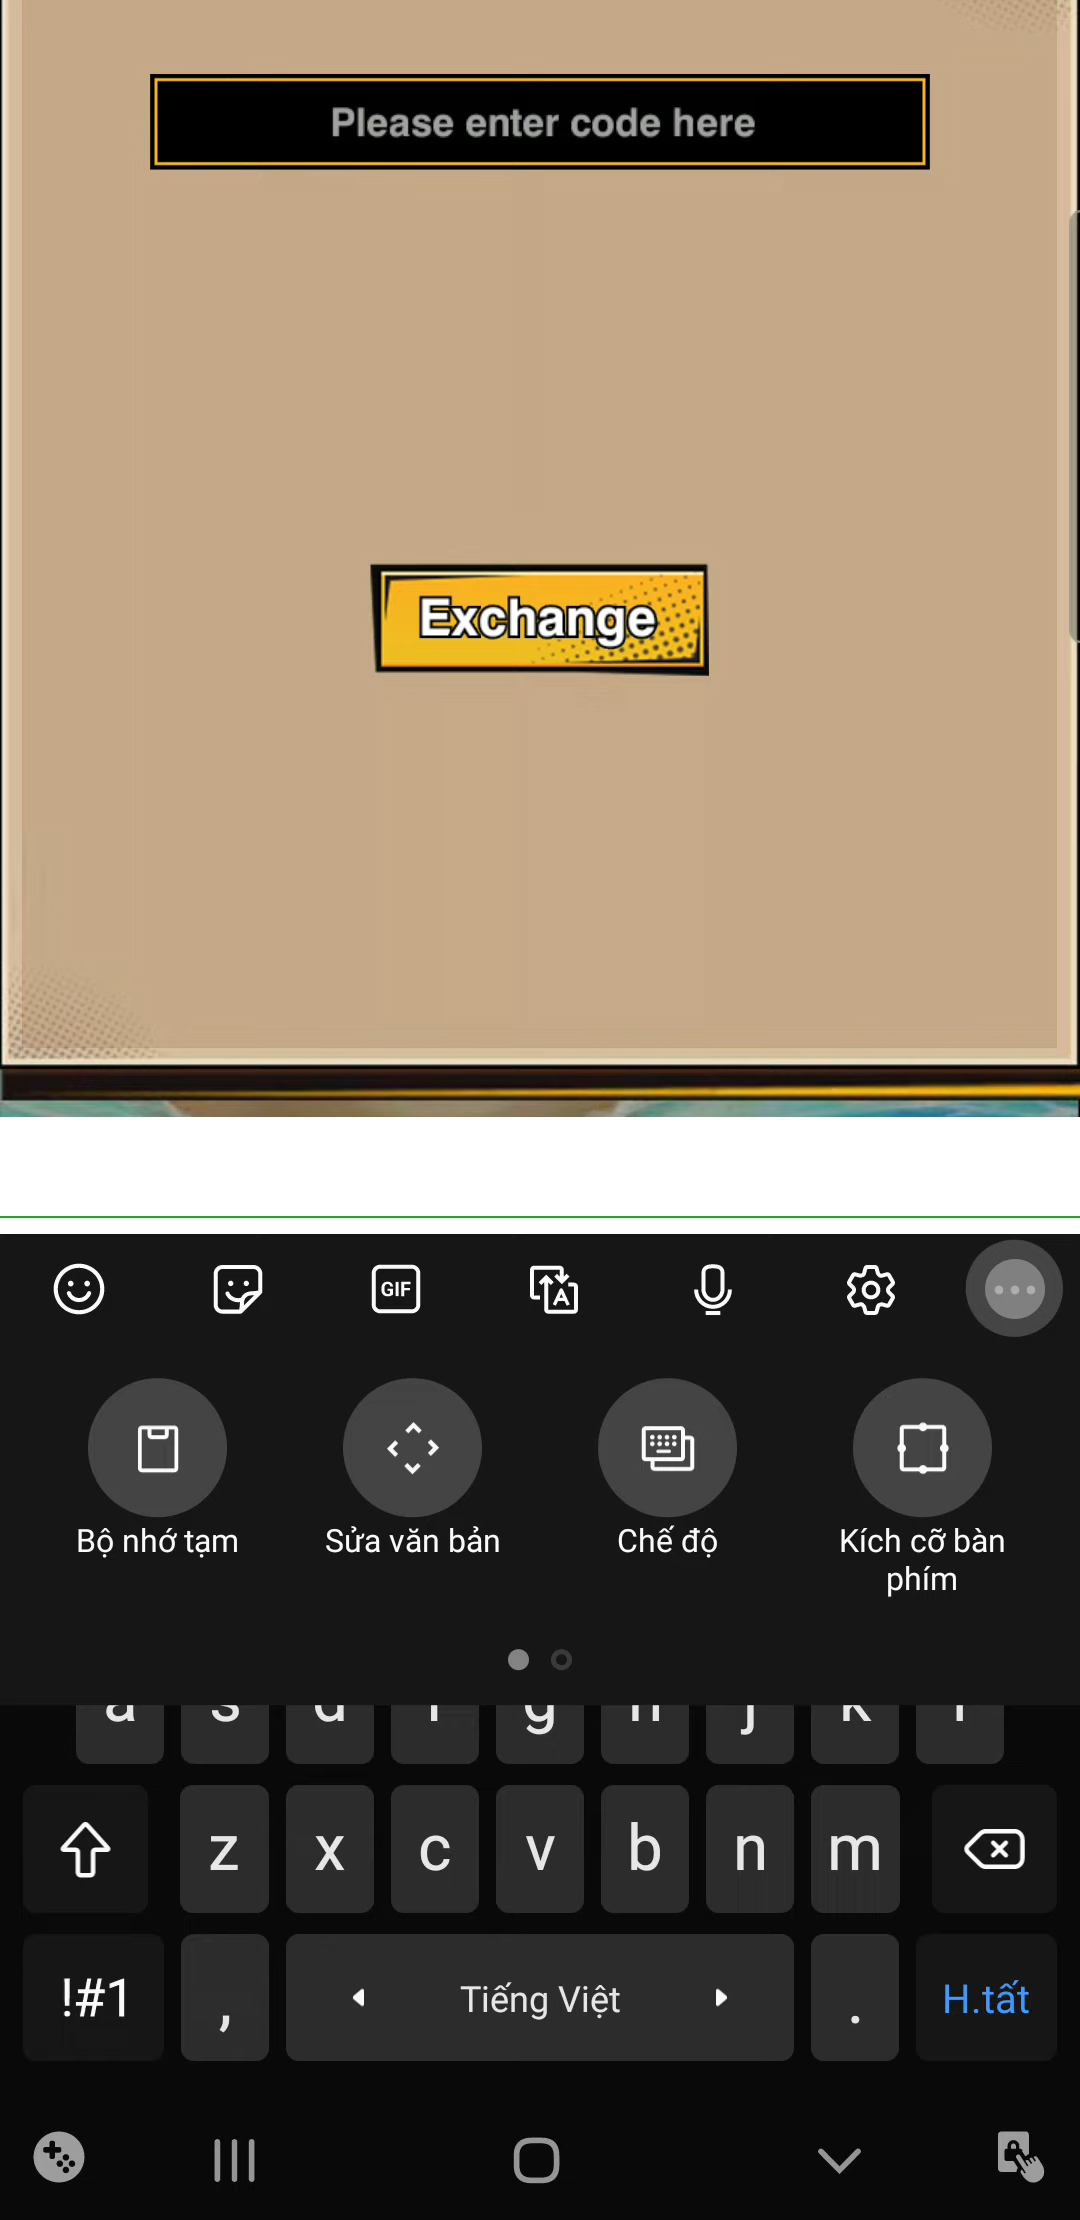 Please enter code here
Exchange
GIF
Bộ nhớ tạm
Sửa văn bản
Chế độ
Kích cỡ bàn
phím
a s d f g h j k l
z x c v b n m
!#1 , Tiếng Việt . H.tất